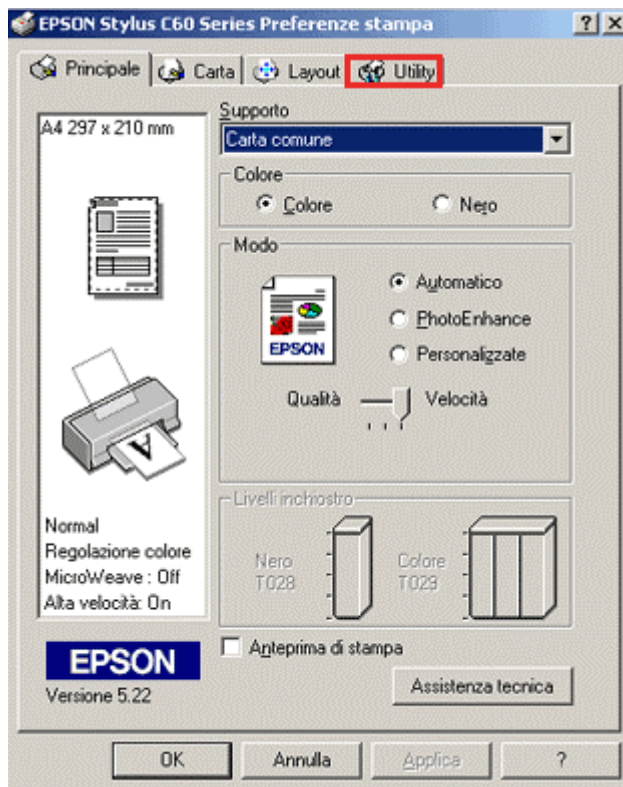 EPSON Stylus C60 Series Preferenze stampa
? X
Principale
Carta
Layout
Utility
A4 297 x 210 mm
Supporto
Carta comune
Colore
Colore
Nero
Modo
Automatico
PhotoEnhance
Personalizzate
EPSON
Qualità
Velocità
A
Livelli inchiostro
Nero
T028
Colore
T029
Normal
Regolazione colore
MicroWeave : Off
Alta velocità: On
EPSON
Versione 5.22
Anteprima di stampa
Assistenza tecnica
OK
Annulla
Applica
?